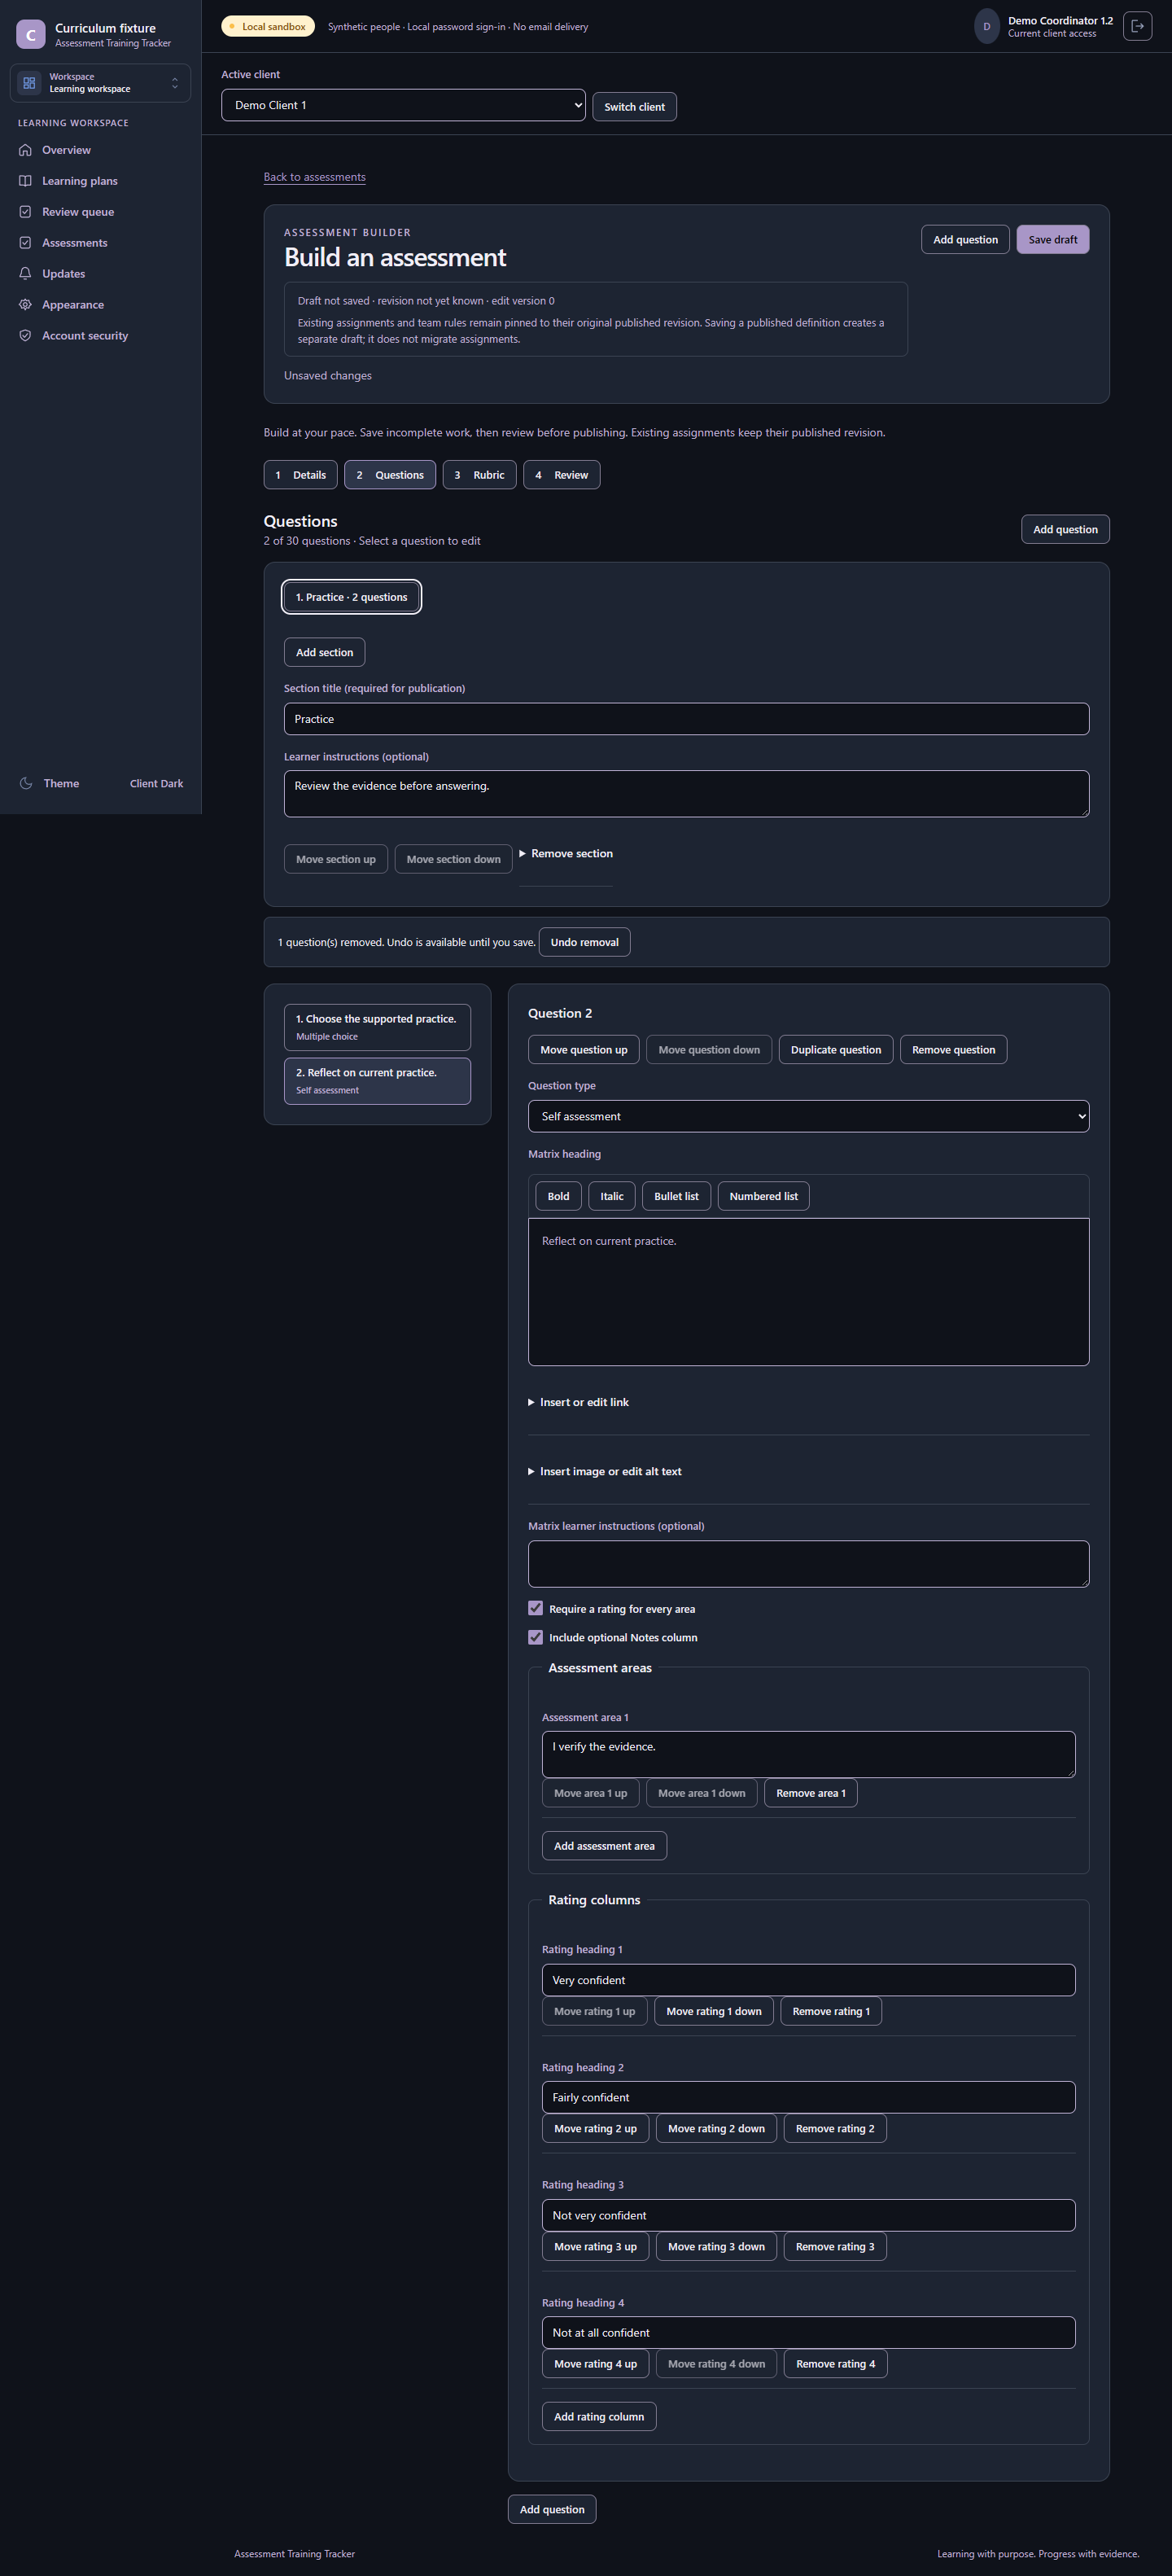 C
Curriculum fixture
Assessment Training Tracker
Workspace
Learning workspace
LEARNING WORKSPACE
Overview
Learning plans
Review queue
Assessments
Updates
Appearance
Account security
Theme
Client Dark
Local sandbox
Synthetic people · Local password sign-in · No email delivery
D
Demo Coordinator 1.2
Current client access
Active client
Demo Client 1
Switch client
Back to assessments
ASSESSMENT BUILDER
Build an assessment
Add question
Save draft
Draft not saved · revision not yet known · edit version 0
Existing assignments and team rules remain pinned to their original published revision. Saving a published definition creates a
separate draft; it does not migrate assignments.
Unsaved changes
Build at your pace. Save incomplete work, then review before publishing. Existing assignments keep their published revision.
1 Details
2 Questions
3 Rubric
4 Review
Questions
2 of 30 questions · Select a question to edit
Add question
1. Practice · 2 questions
Add section
Section title (required for publication)
Practice
Learner instructions (optional)
Review the evidence before answering.
Move section up
Move section down
Remove section
1 question(s) removed. Undo is available until you save.
Undo removal
1. Choose the supported practice.
Multiple choice
2. Reflect on current practice.
Self assessment
Question 2
Move question up
Move question down
Duplicate question
Remove question
Question type
Self assessment
Matrix heading
Bold
Italic
Bullet list
Numbered list
Reflect on current practice.
Insert or edit link
Insert image or edit alt text
Matrix learner instructions (optional)
Require a rating for every area
Include optional Notes column
Assessment areas
Assessment area 1
I verify the evidence.
Move area 1 up
Move area 1 down
Remove area 1
Add assessment area
Rating columns
Rating heading 1
Very confident
Move rating 1 up
Move rating 1 down
Remove rating 1
Rating heading 2
Fairly confident
Move rating 2 up
Move rating 2 down
Remove rating 2
Rating heading 3
Not very confident
Move rating 3 up
Move rating 3 down
Remove rating 3
Rating heading 4
Not at all confident
Move rating 4 up
Move rating 4 down
Remove rating 4
Add rating column
Add question
Assessment Training Tracker
Learning with purpose. Progress with evidence.